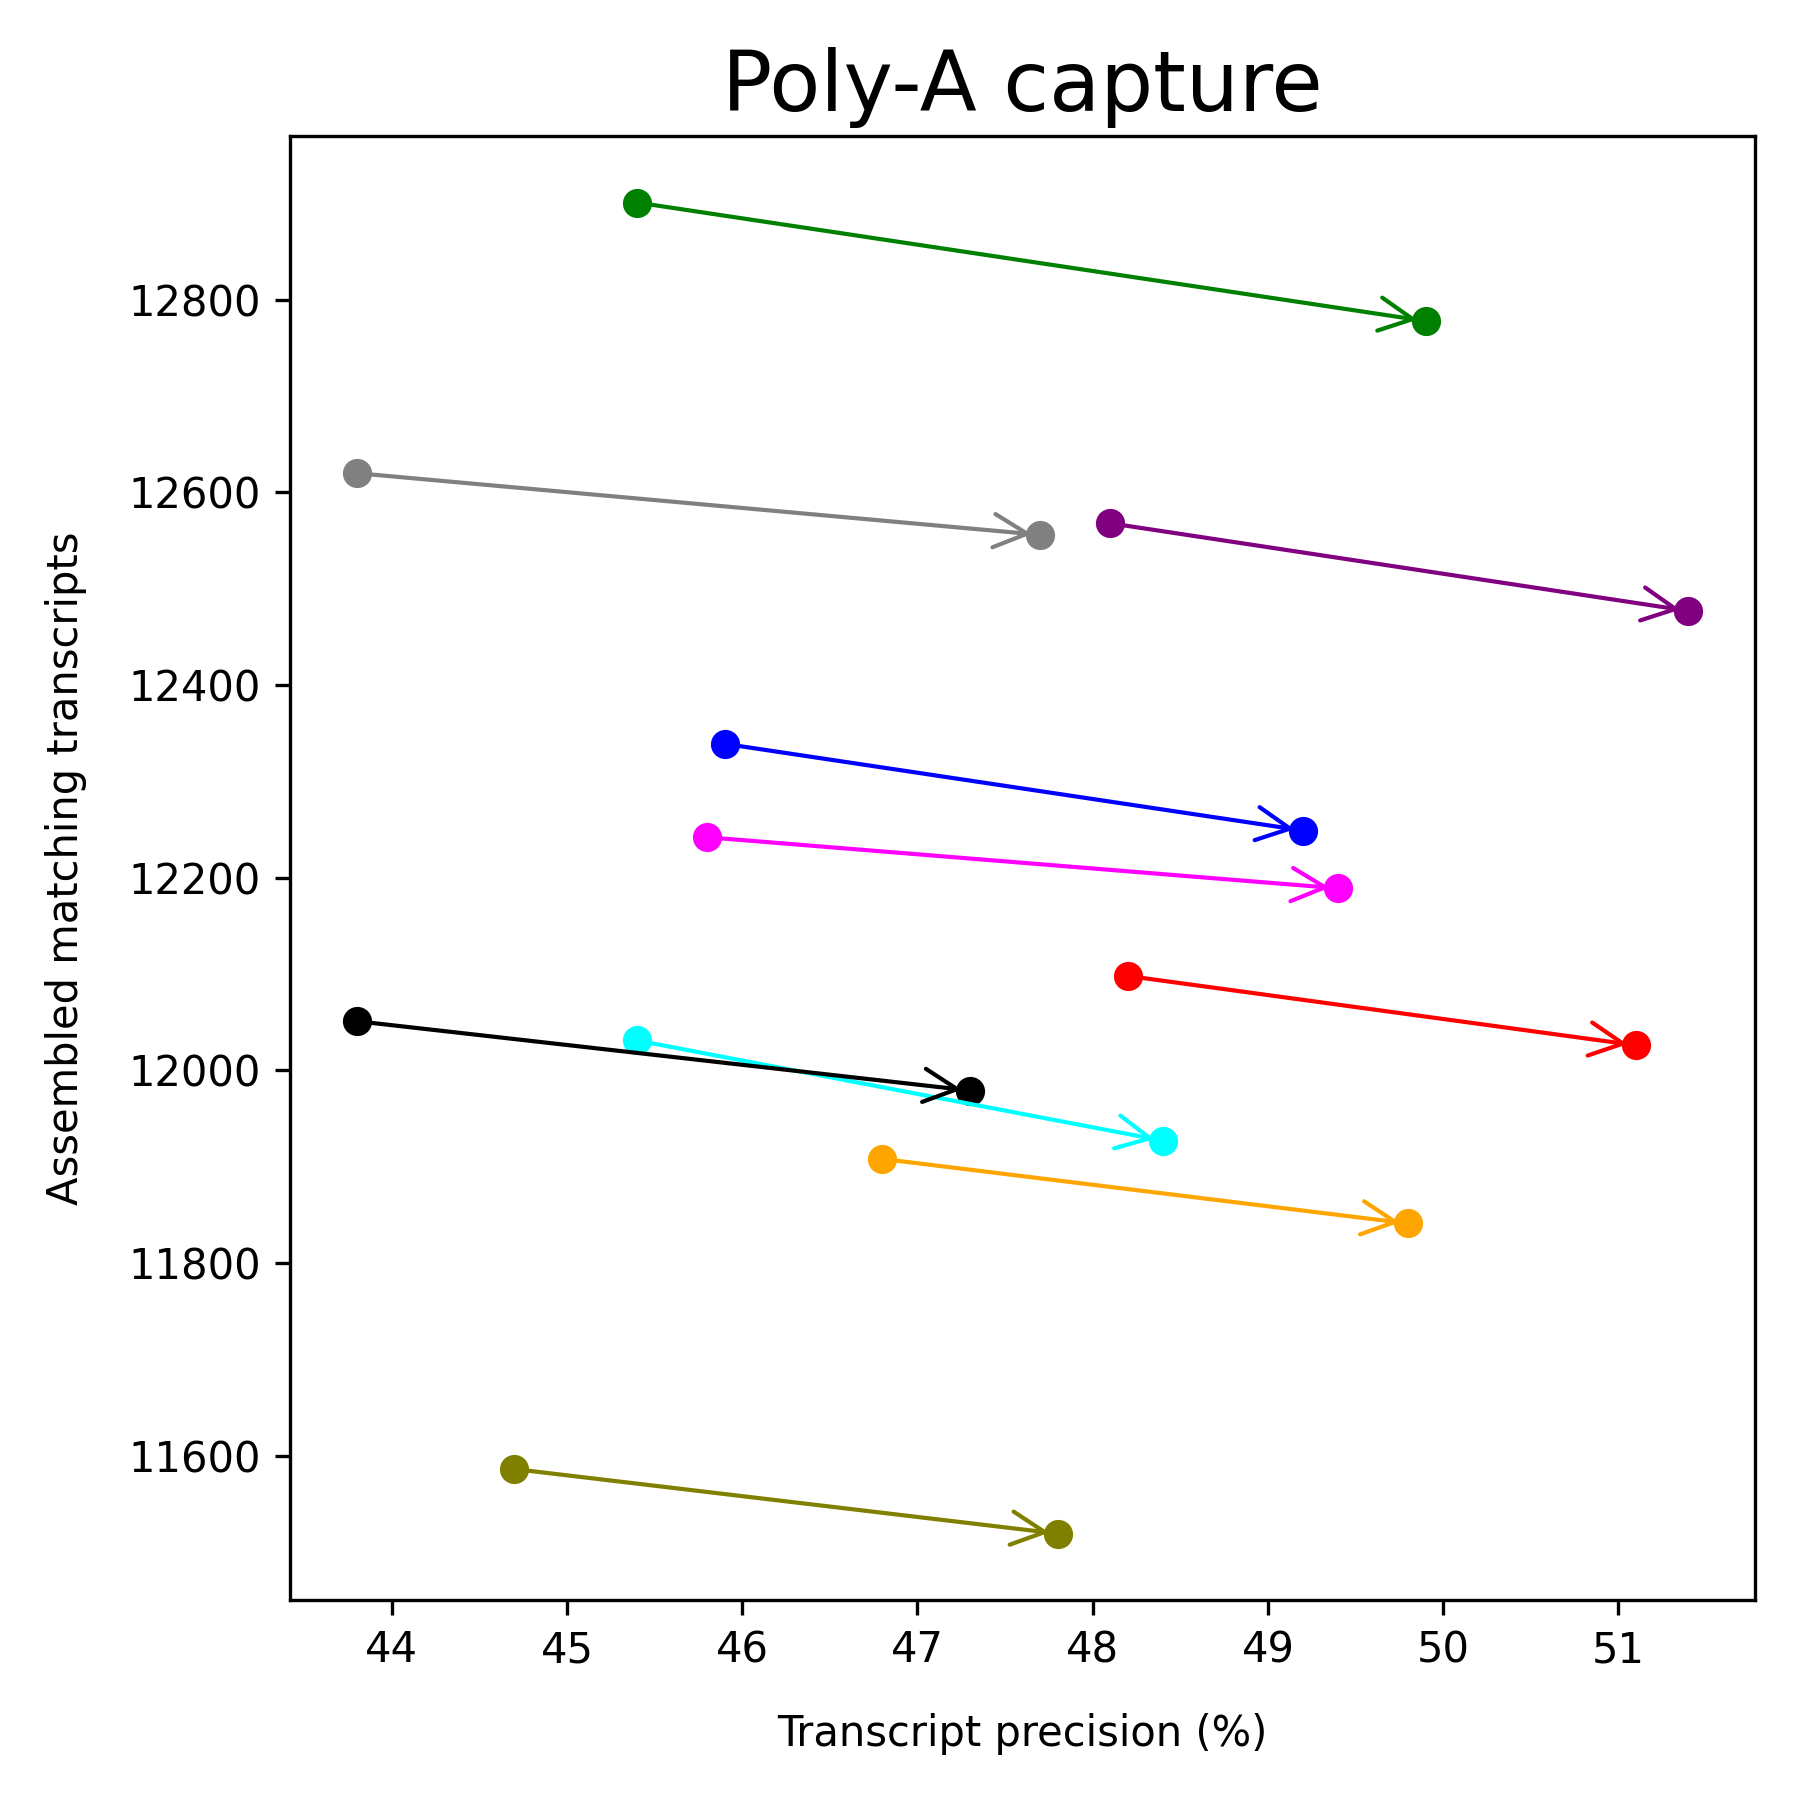 Poly-A capture
12800
12600
12400
12200
12000
11800
11600
Assembled matching transcripts
44 45 46 47 48 49 50 51
Transcript precision (%)